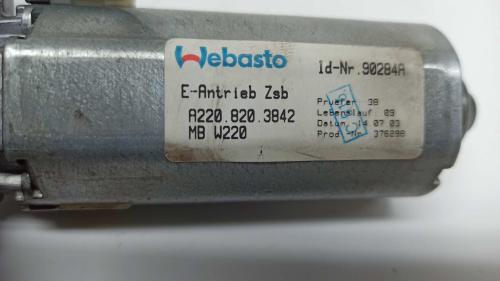 Webasto
Id-Nr.90284A
E-Antrieb Zsb
A220.820.3842
MB W220
Pruefer 38
Lebenslauf 09
Datum 14 07 03
Prod. Nr. 376298